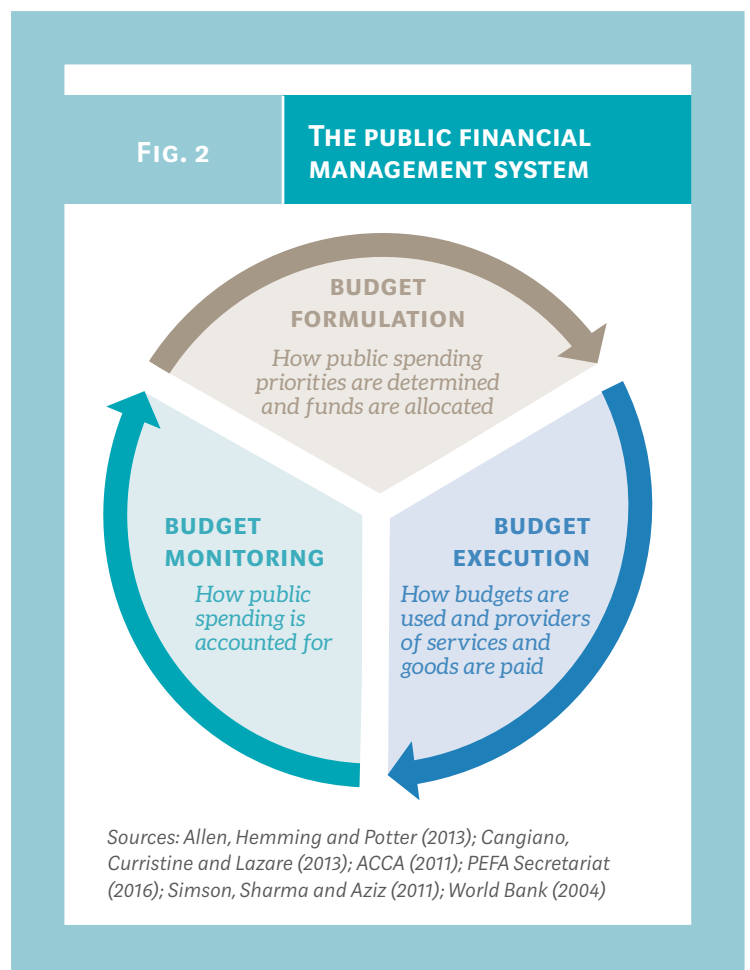 FIG. 2
THE PUBLIC FINANCIAL
MANAGEMENT SYSTEM
BUDGET
FORMULATION
How public spending
priorities are determined
and funds are allocated
BUDGET
MONITORING
How public
spending is
accounted for
BUDGET
EXECUTION
How budgets are
used and providers
of services and
goods are paid
Sources: Allen, Hemming and Potter (2013); Cangiano,
Curristine and Lazare (2013); ACCA (2011); PEFA Secretariat
(2016); Simson, Sharma and Aziz (2011); World Bank (2004)